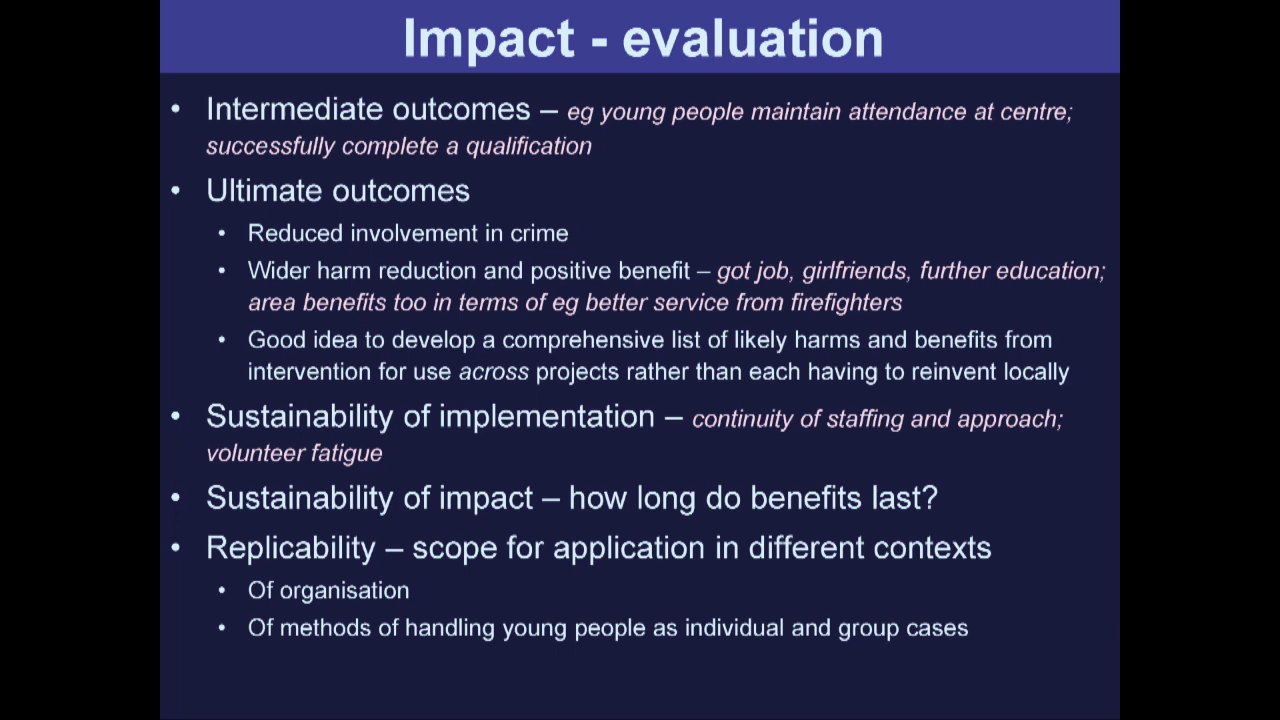 Impact - evaluation
• Intermediate outcomes – eg young people maintain attendance at centre;
successfully complete a qualification
• Ultimate outcomes
• Reduced involvement in crime
• Wider harm reduction and positive benefit – got job, girlfriends, further education;
area benefits too in terms of eg better service from firefighters
• Good idea to develop a comprehensive list of likely harms and benefits from
intervention for use across projects rather than each having to reinvent locally
• Sustainability of implementation – continuity of staffing and approach;
volunteer fatigue
• Sustainability of impact – how long do benefits last?
• Replicability – scope for application in different contexts
• Of organisation
• Of methods of handling young people as individual and group cases